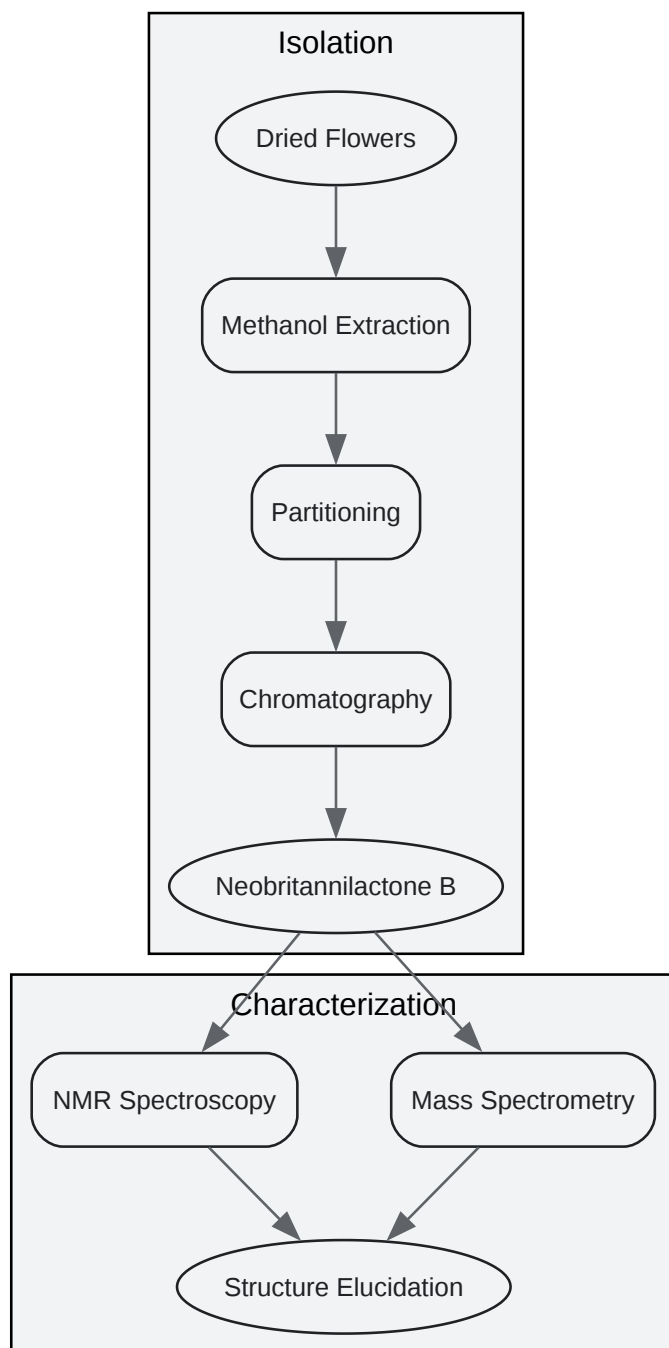 Isolation
Dried Flowers
Methanol Extraction
Partitioning
Chromatography
Neobritannilactone B
Characterization
NMR Spectroscopy
Mass Spectrometry
Structure Elucidation